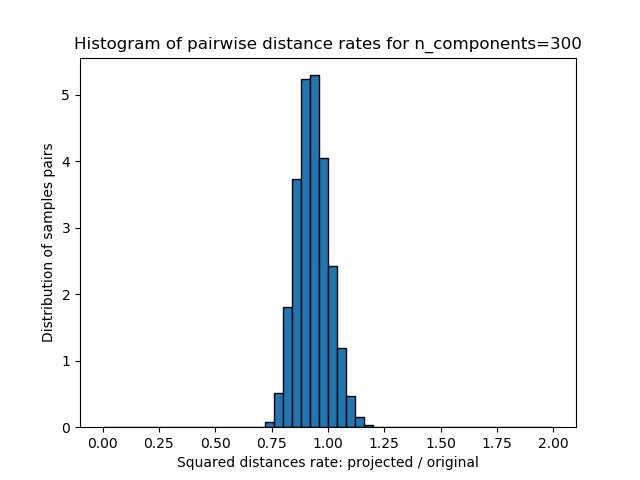 Histogram of pairwise distance rates for n_components=300
Distribution of samples pairs
5
4
3
2
1
0
0.00 0.25 0.50 0.75 1.00 1.25 1.50 1.75 2.00
Squared distances rate: projected / original